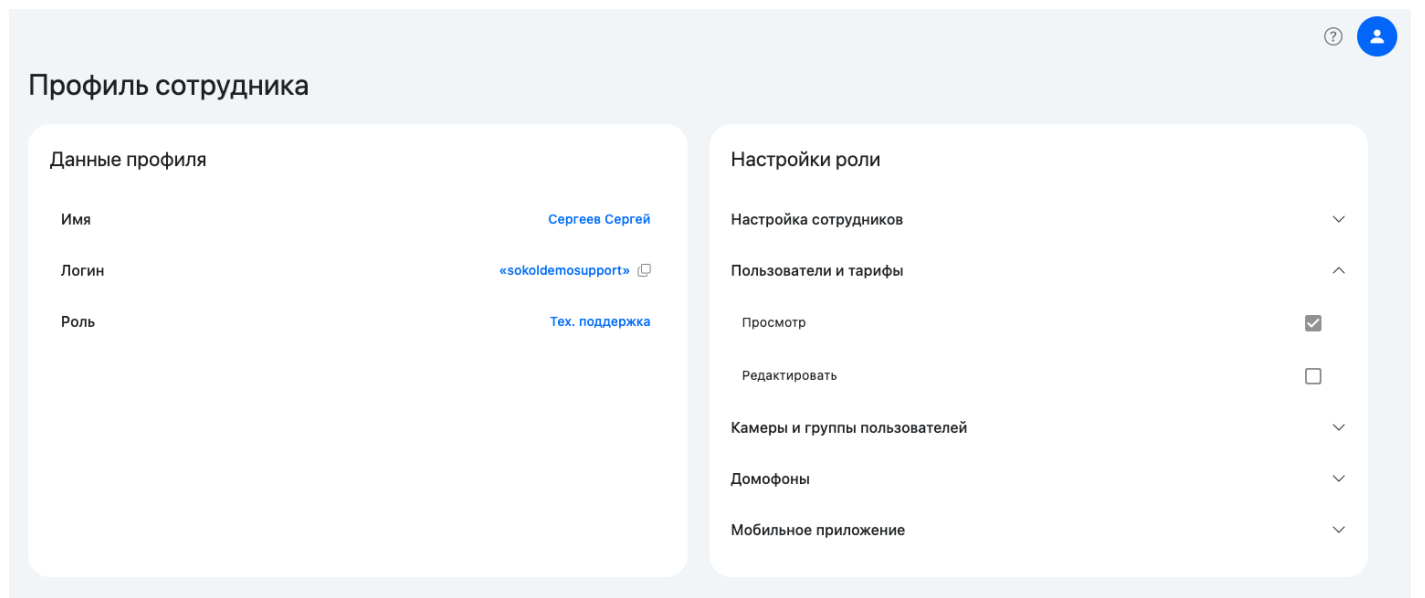 Профиль сотрудника
Данные профиля
Имя
Сергеев Сергей
Логин
«sokoldemosupport»
Роль
Тех. поддержка
Настройки роли
Настройка сотрудников
Пользователи и тарифы
Просмотр
Редактировать
Камеры и группы пользователей
Домофоны
Мобильное приложение